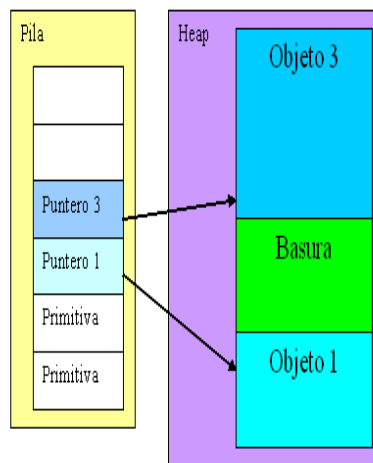 Pila
Puntero 3
Puntero 1
Primitiva
Primitiva
Heap
Objeto 3
Basura
Objeto 1